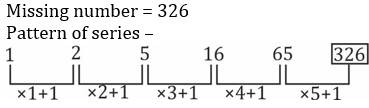 Missing number = 326
Pattern of series –
1 2 5 16 65 326
×1+1 ×2+1 ×3+1 ×4+1 ×5+1